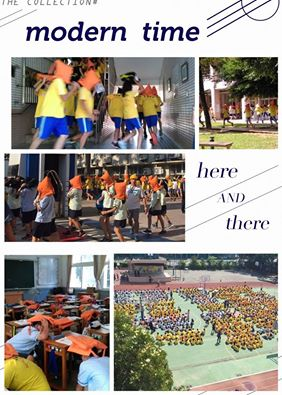 THE COLLECTION#
modern time
here
AND
there